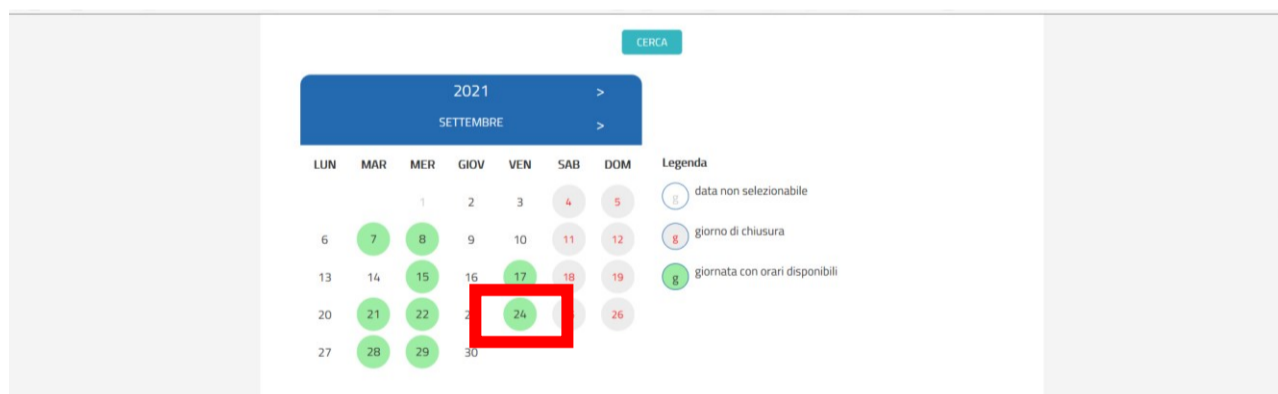 CERCA
2021 >
SETTEMBRE >
LUN MAR MER GIOV VEN SAB DOM
1 2 3 4 5
6 7 8 9 10 11 12
13 14 15 16 17 18 19
20 21 22 24 26
27 28 29 30
Legenda
g data non selezionabile
g giorno di chiusura
g giornata con orari disponibili